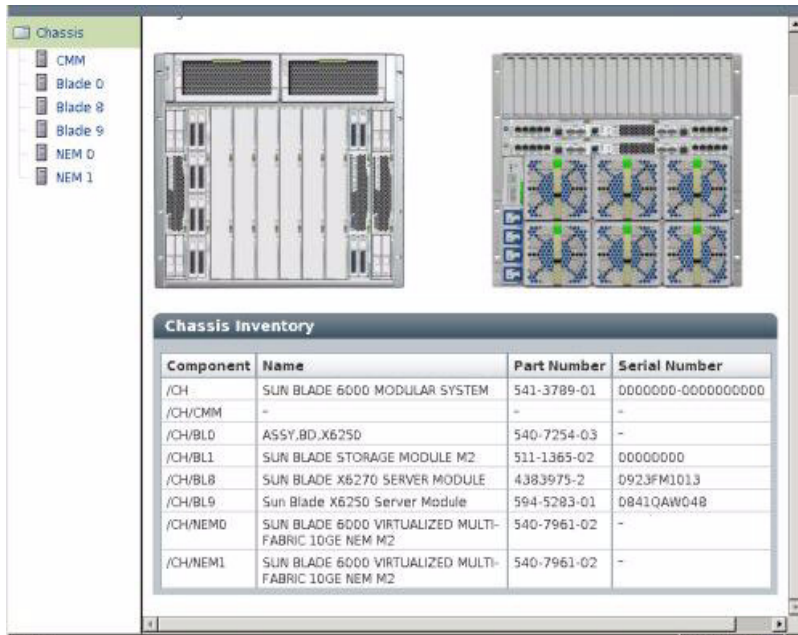 Chassis
CMM
Blade 0
Blade 8
Blade 9
NEM 0
NEM 1
Chassis Inventory
Component Name Part Number Serial Number
/CH SUN BLADE 6000 MODULAR SYSTEM 541-3789-01 0000000-0000000000
/CH/CMM - - -
/CH/BL0 ASSY,BD,X6250 540-7254-03 -
/CH/BL1 SUN BLADE STORAGE MODULE M2 511-1365-02 00000000
/CH/BL8 SUN BLADE X6270 SERVER MODULE 4383975-2 0923FM1013
/CH/BL9 Sun Blade X6250 Server Module 594-5283-01 0841QAW048
/CH/NEM0 SUN BLADE 6000 VIRTUALIZED MULTI- 540-7961-02 -
FABRIC 10GE NEM M2
/CH/NEM1 SUN BLADE 6000 VIRTUALIZED MULTI- 540-7961-02 -
FABRIC 10GE NEM M2